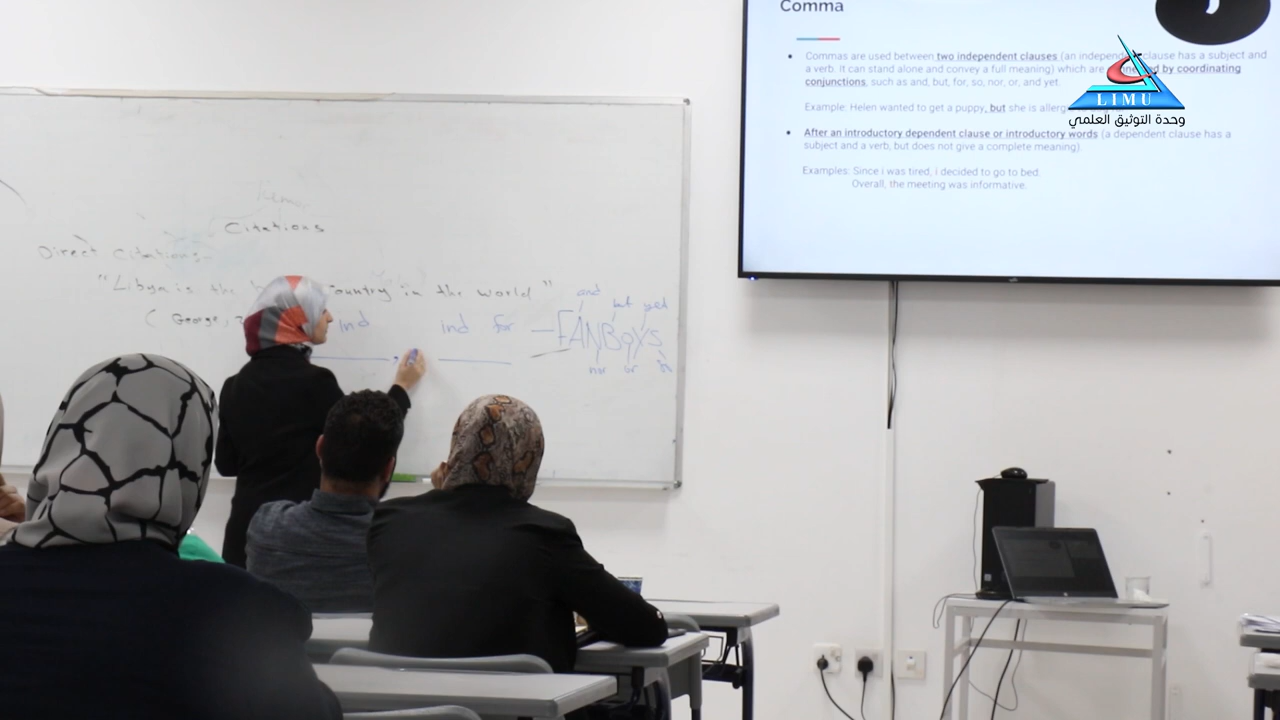 Citations
Direct Citations-
"Libya is the country in the world"
(George,
ind ind for — FANBOYS
and but yet
nor or so
Comma
Commas are used between two independent clauses (an independ clause has a subject and
a verb. It can stand alone and convey a full meaning) which are by coordinating
conjunctions, such as and, but, for, so, nor, or, and yet.
Example: Helen wanted to get a puppy, but she is allerg
After an introductory dependent clause or introductory words (a dependent clause has a
subject and a verb, but does not give a complete meaning).
Examples: Since i was tired, i decided to go to bed.
Overall, the meeting was informative.
LIMU
وحدة التوثيق العلمي